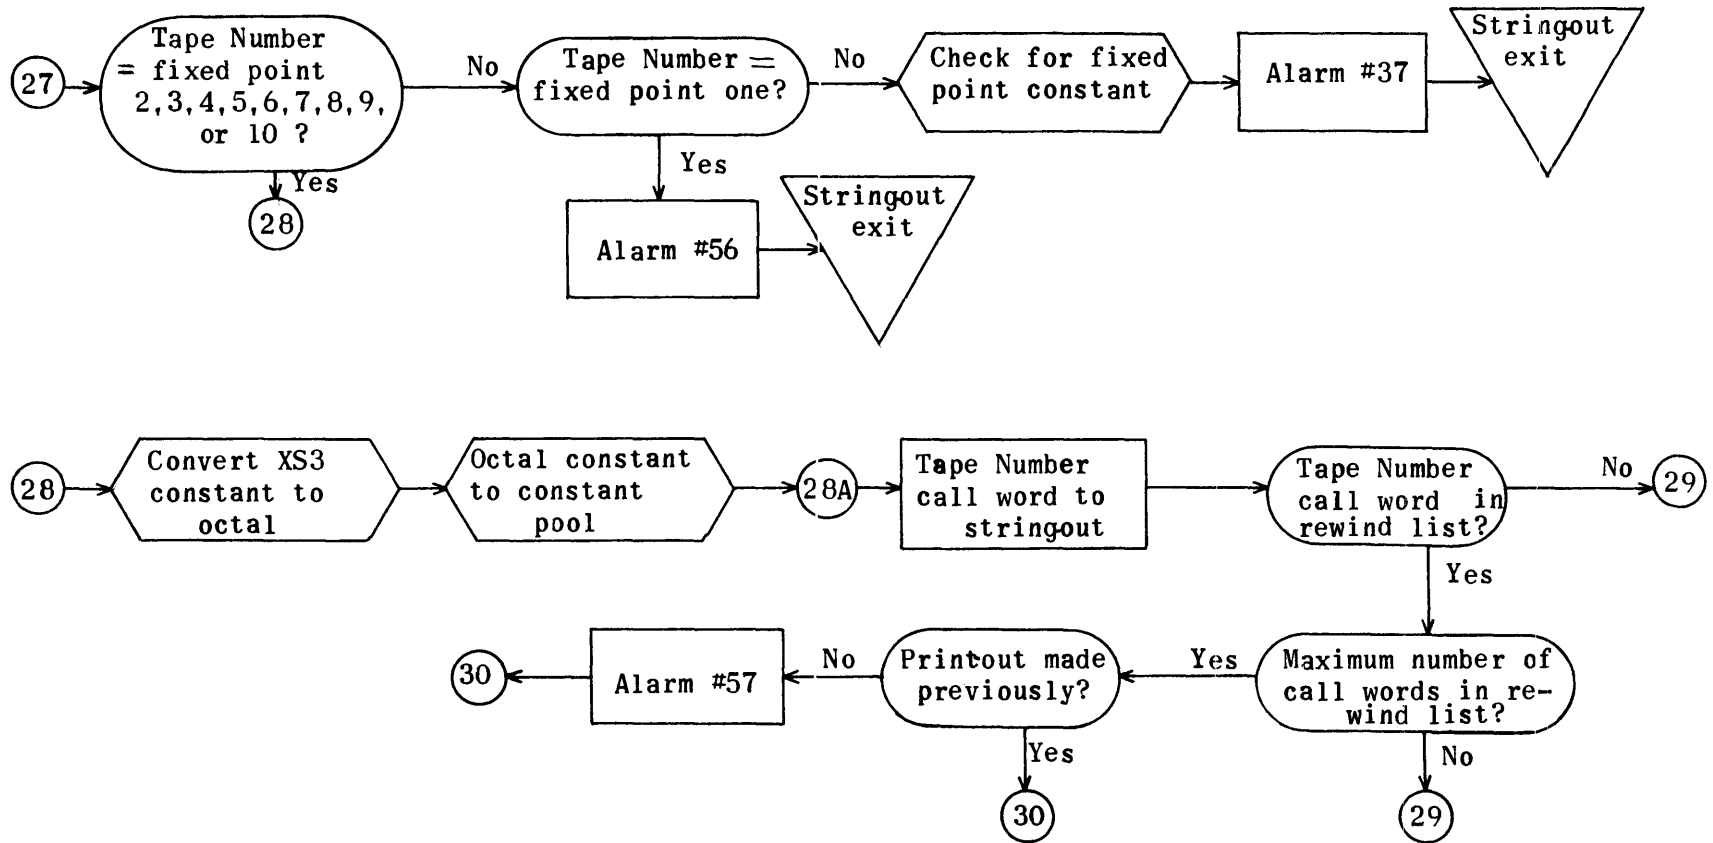 27
Tape Number
= fixed point
2,3,4,5,6,7,8,9,
or 10 ?
Yes
28
No
Tape Number =
fixed point one?
Yes
Alarm #56
Stringout
exit
No
Check for fixed
point constant
Alarm #37
Stringout
exit
28
Convert XS3
constant to
octal
Octal constant
to constant
pool
28A
Tape Number
call word to
stringout
Tape Number
call word in
rewind list?
No
29
Yes
Maximum number of
call words in re-
wind list?
No
29
Yes
Printout made
previously?
Yes
30
No
Alarm #57
30